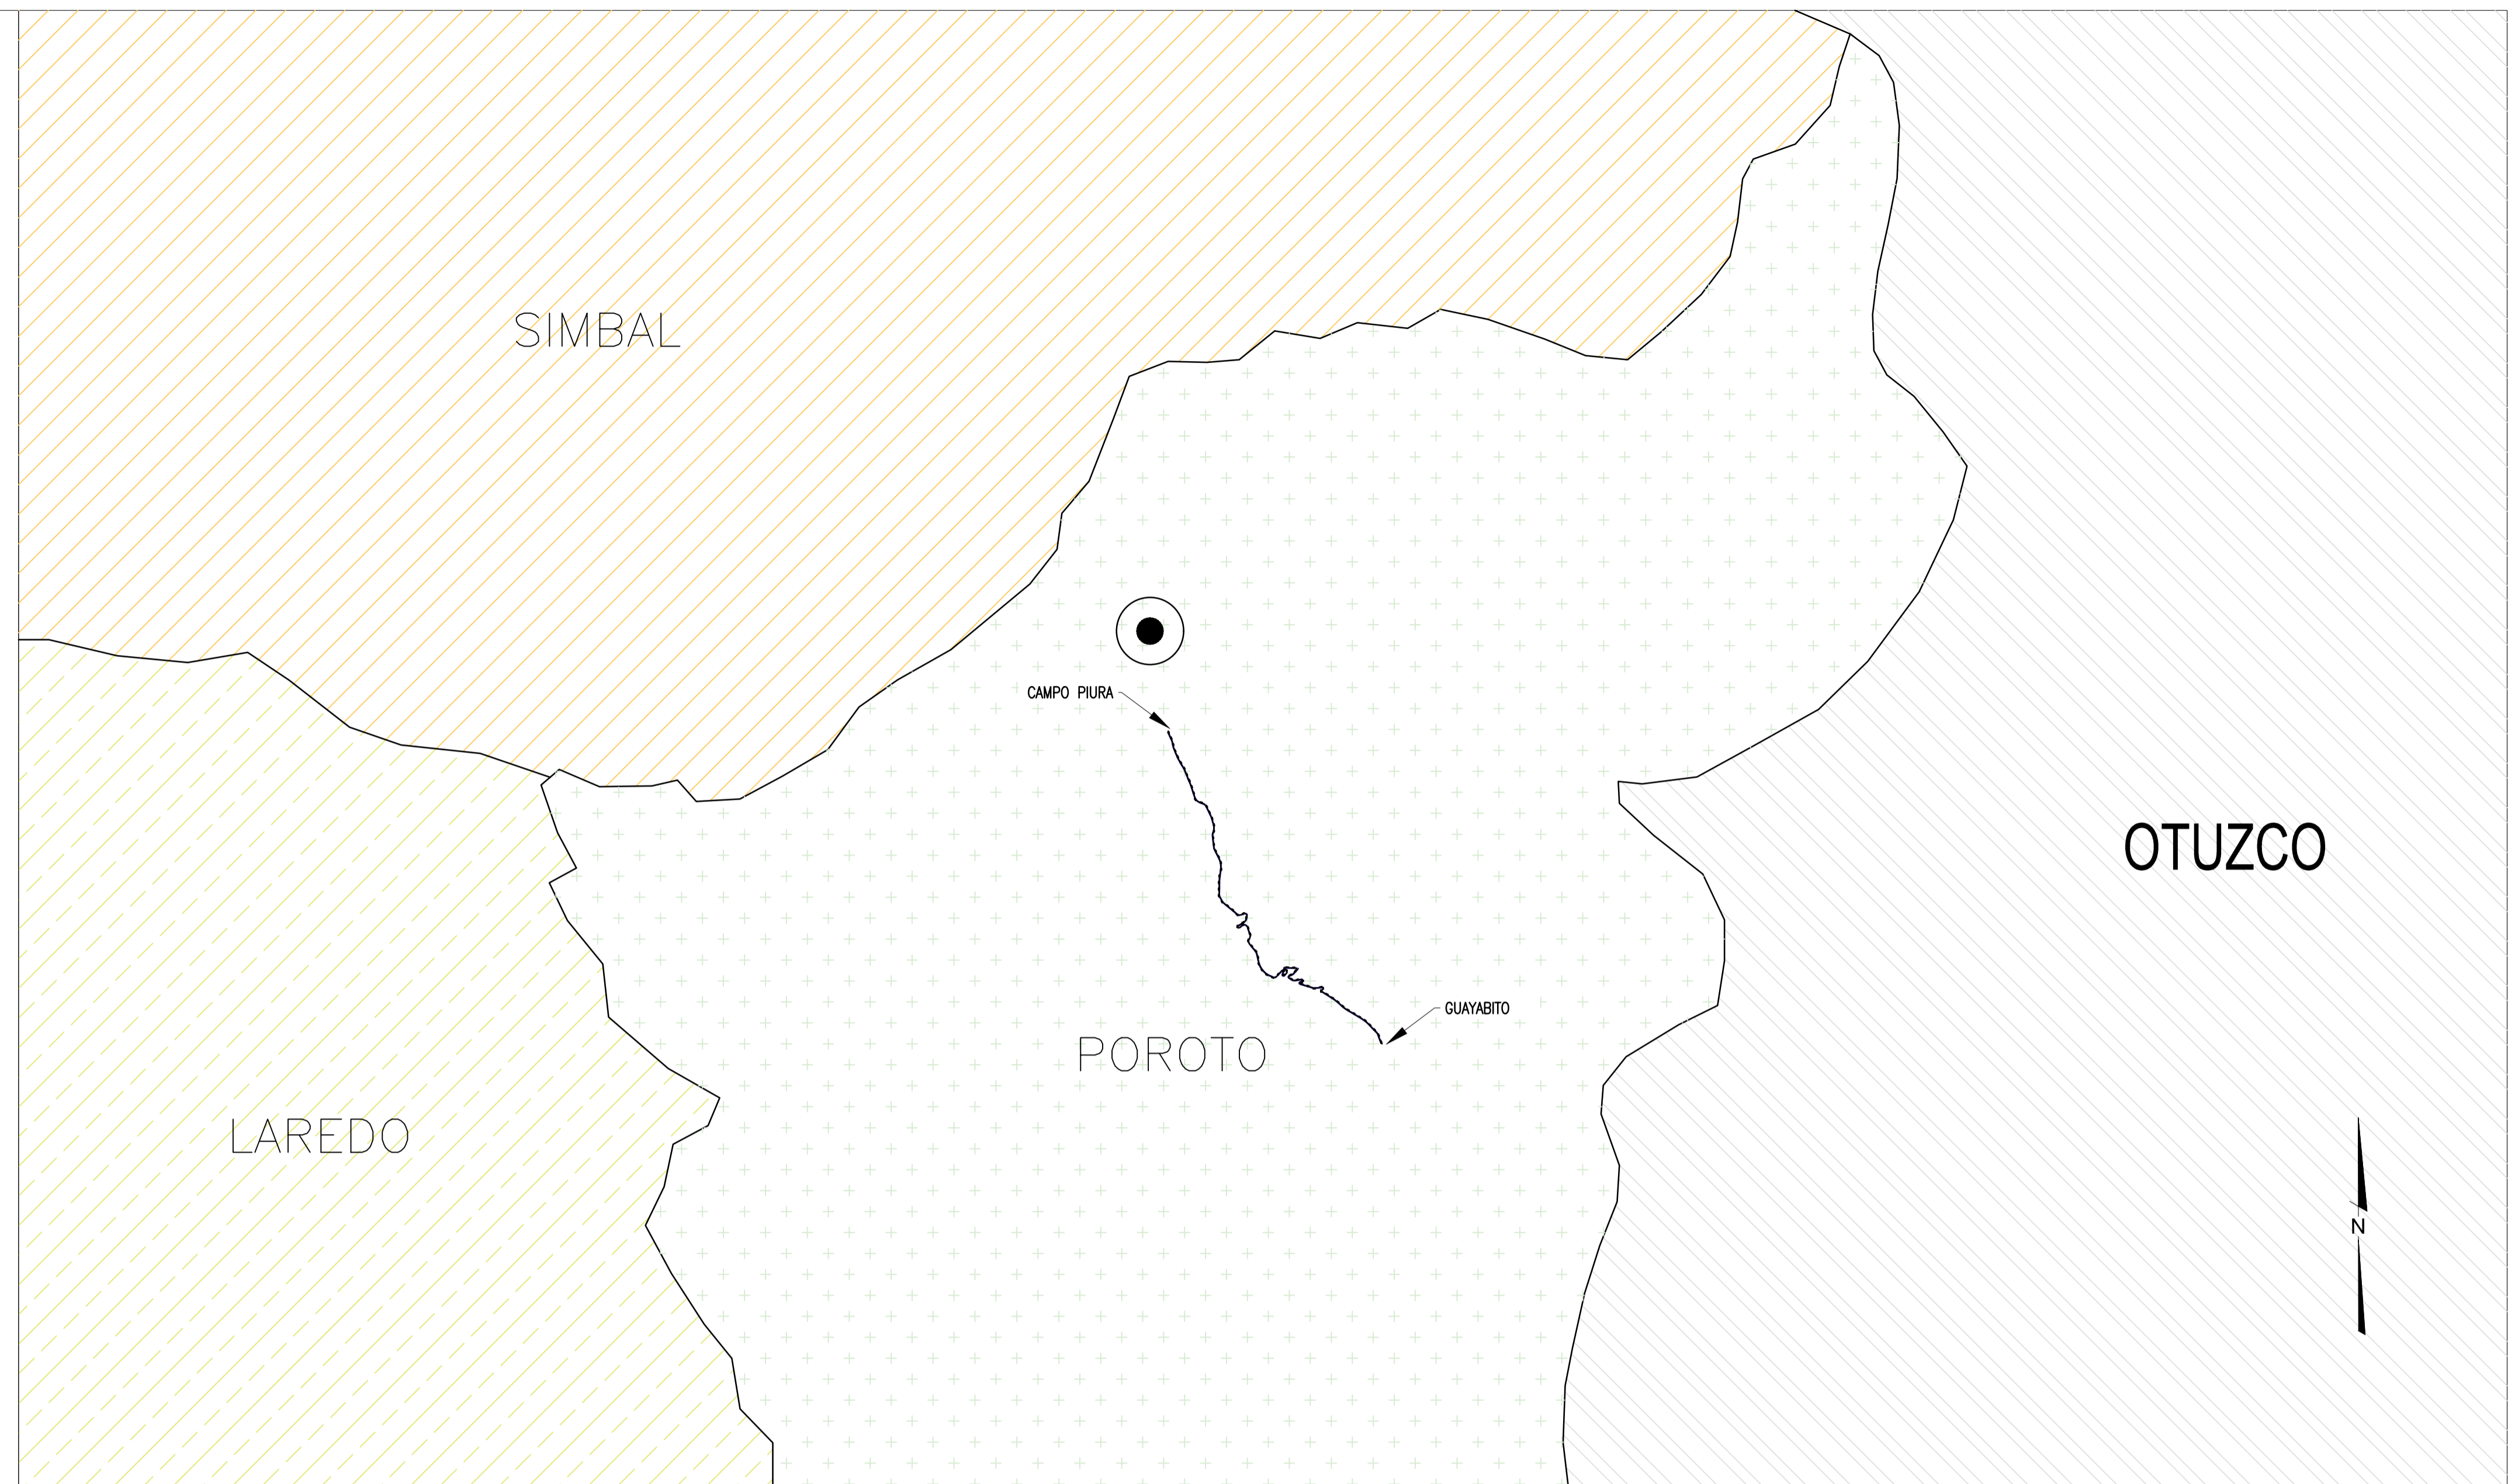 SIMBAL
CAMPO PIURA
OTUZCO
GUAYABITO
POROTO
LAREDO
N